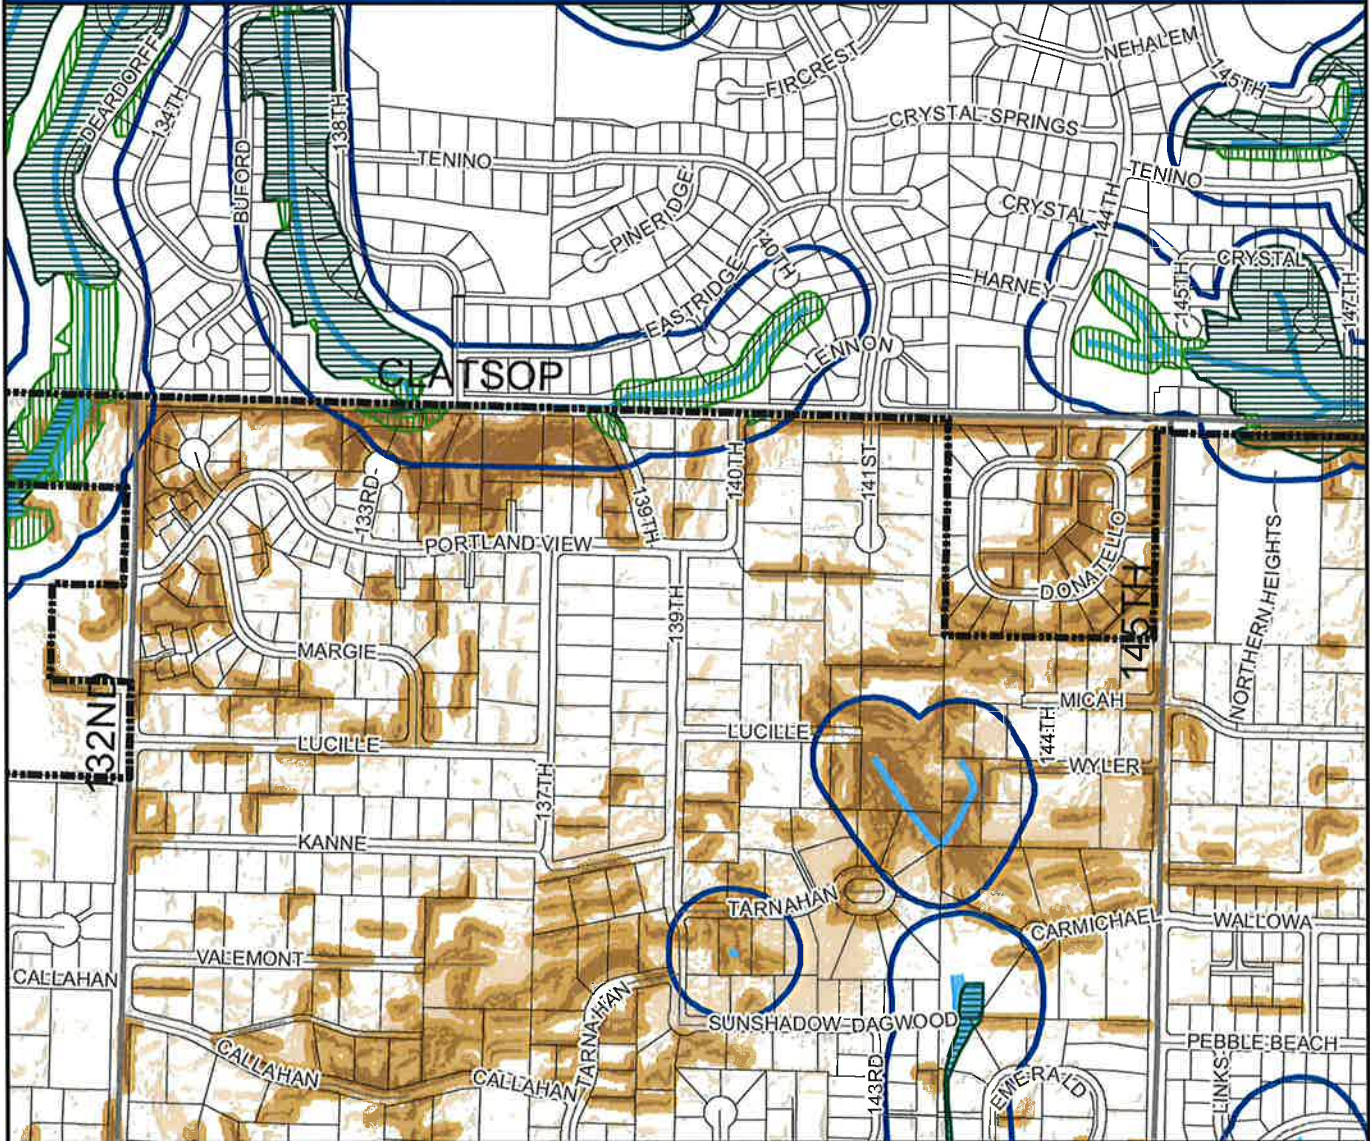 NEHALEM
FIRCREST
145TH
DEARDORFF
134TH
138TH
CRYSTAL SPRINGS
TENINO
BUFORD
PINERIDGE
TENINO
CRYSTAL
144TH
140TH
EASTRIDGE
HARNEY
145TH
CRYSTAL
147TH
LENNON
CLATSOP
133RD
139TH
140TH
141ST
PORTLAND VIEW
DONATELLO
NORTHERN HEIGHTS
139TH
145TH
MARGIE
132ND
MICAH
LUCILLE
LUCILLE
144TH
WYLER
137TH
KANNE
TARNAHAN
CARMICHAEL
WALLOWA
VALEMONT
CALLAHAN
TARNAHAN
SUNSHADOW DAGWOOD
PEBBLE BEACH
CALLAHAN
CALLAHAN
143RD
EMERALD
LINKS